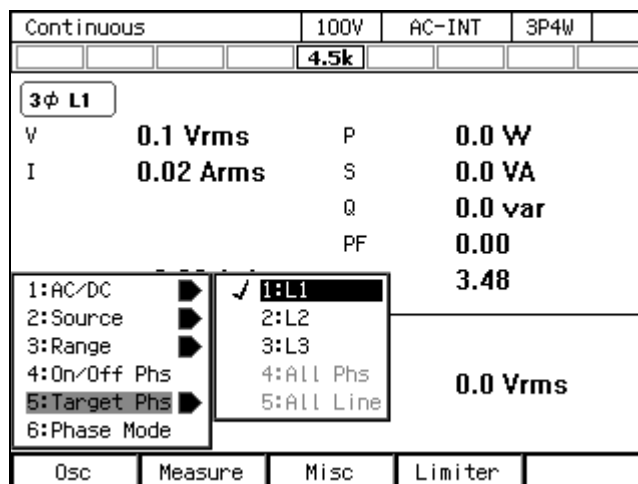 Continuous 100V AC-INT 3P4W
4.5k
3φ L1
V 0.1 Vrms P 0.0 W
I 0.02 Arms S 0.0 VA
Q 0.0 var
PF 0.00
3.48
1:AC/DC
2:Source
3:Range
4:On/Off Phs
5:Target Phs
6:Phase Mode
✓ 1:L1
2:L2
3:L3
4:All Phs
5:All Line
0.0 Vrms
Osc Measure Misc Limiter